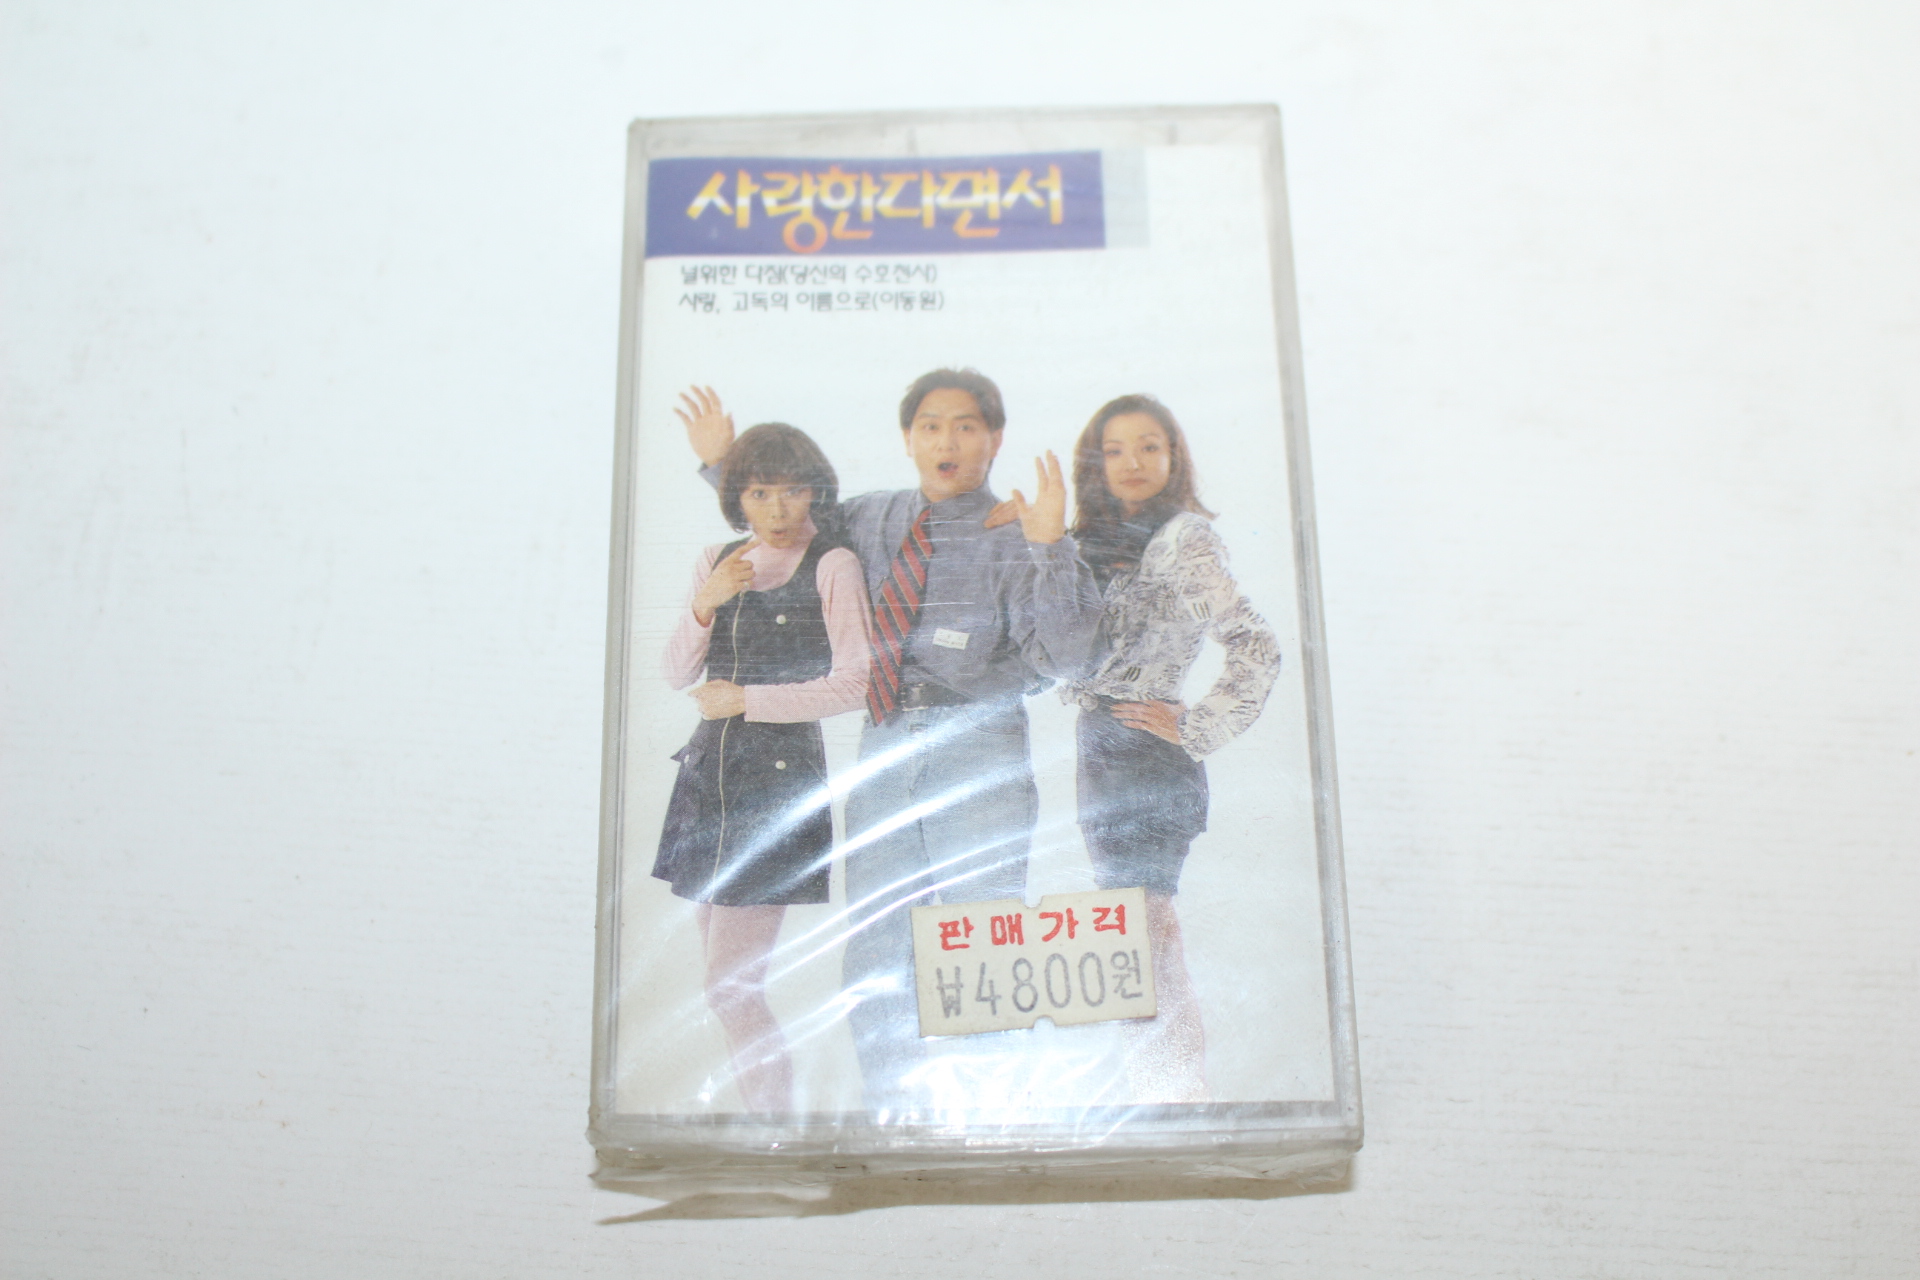 사랑한다면서
널위한 다짐(당신의 수호천사)
사랑, 고독의 이름으로(이동원)
판매가격
₩4800원